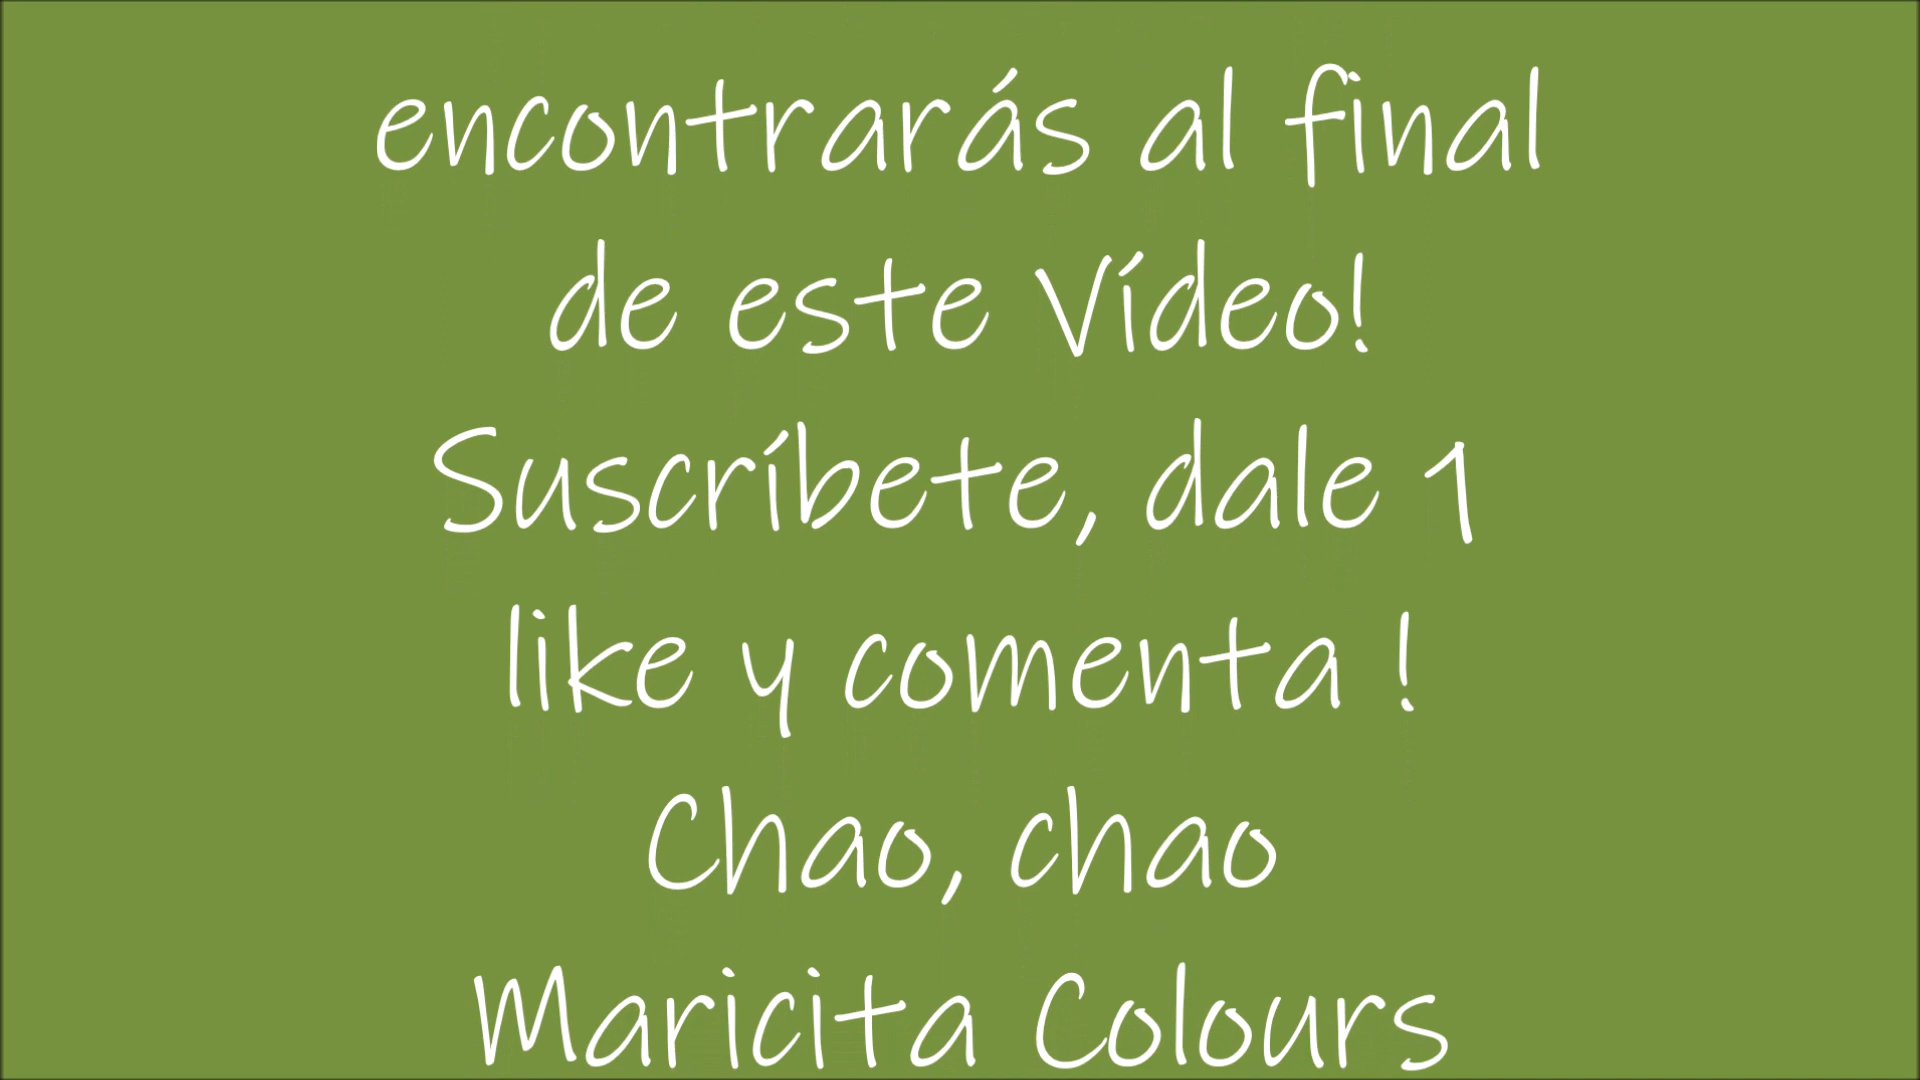 encontrarás al final
de este Vídeo!
Suscríbete, dale 1
like y comenta !
Chao, chao
Maricita Colours